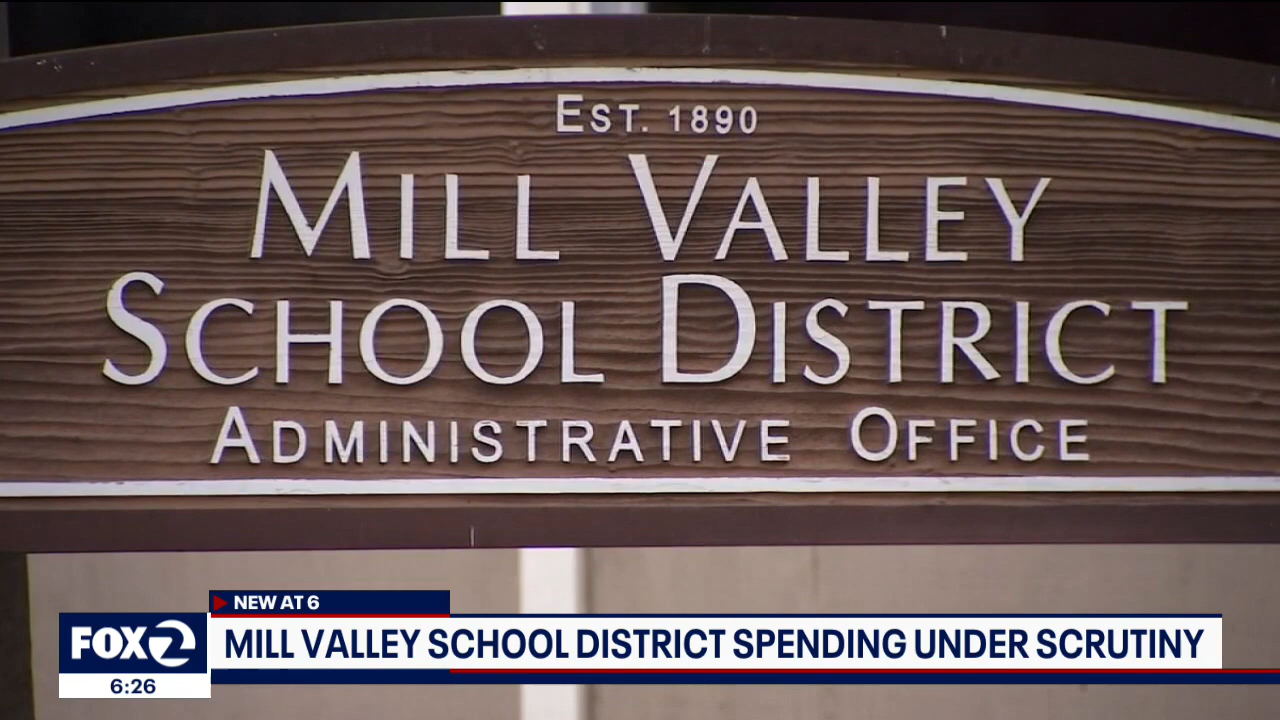 EST. 1890
MILL VALLEY
SCHOOL DISTRICT
ADMINISTRATIVE OFFICE
NEW AT 6
FOX 2
MILL VALLEY SCHOOL DISTRICT SPENDING UNDER SCRUTINY
6:26